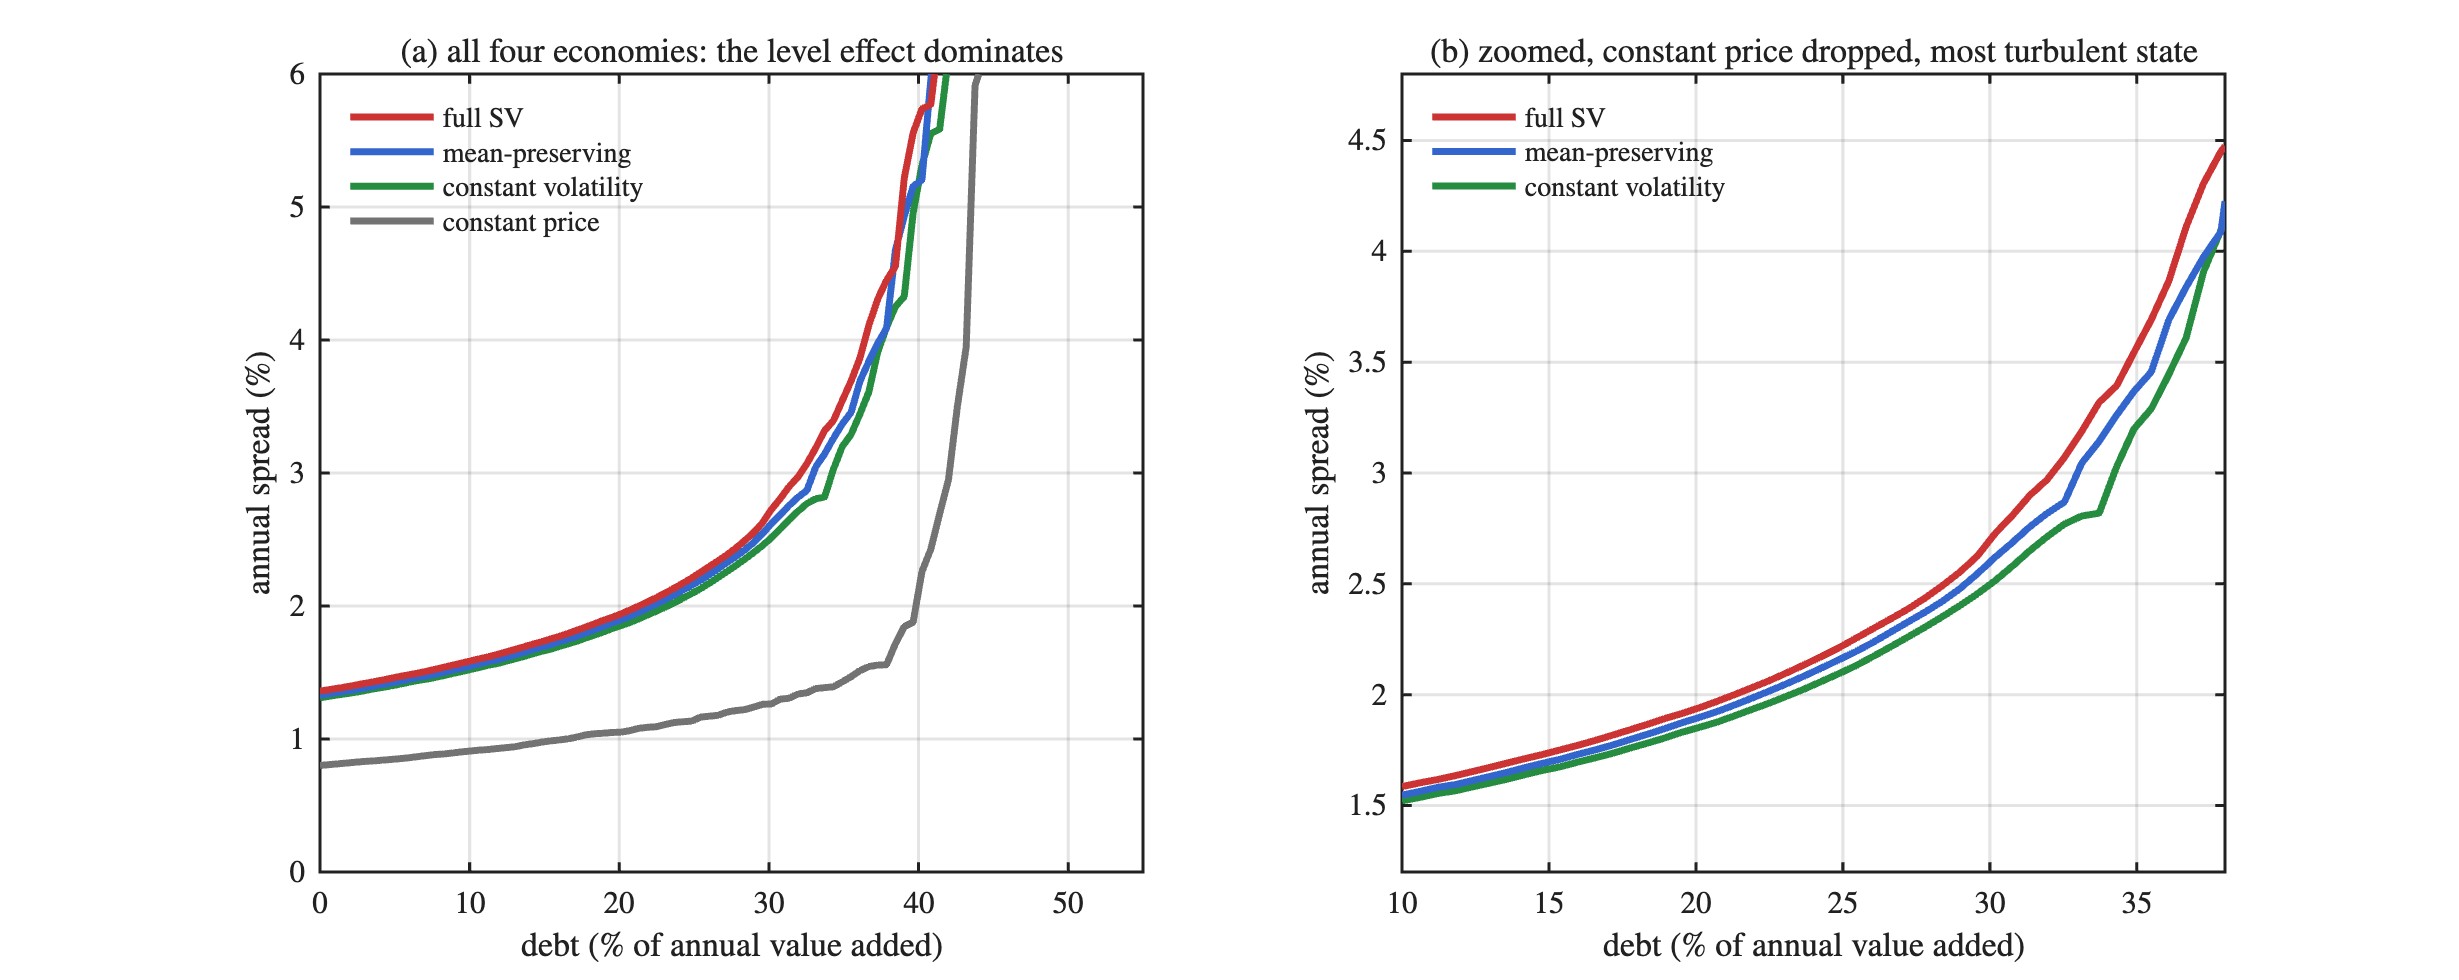 (a) all four economies: the level effect dominates
6
5
4
3
2
1
0
annual spread (%)
full SV
mean-preserving
constant volatility
constant price
0 10 20 30 40 50
debt (% of annual value added)
(b) zoomed, constant price dropped, most turbulent state
4.5
4
3.5
3
2.5
2
1.5
annual spread (%)
full SV
mean-preserving
constant volatility
10 15 20 25 30 35
debt (% of annual value added)